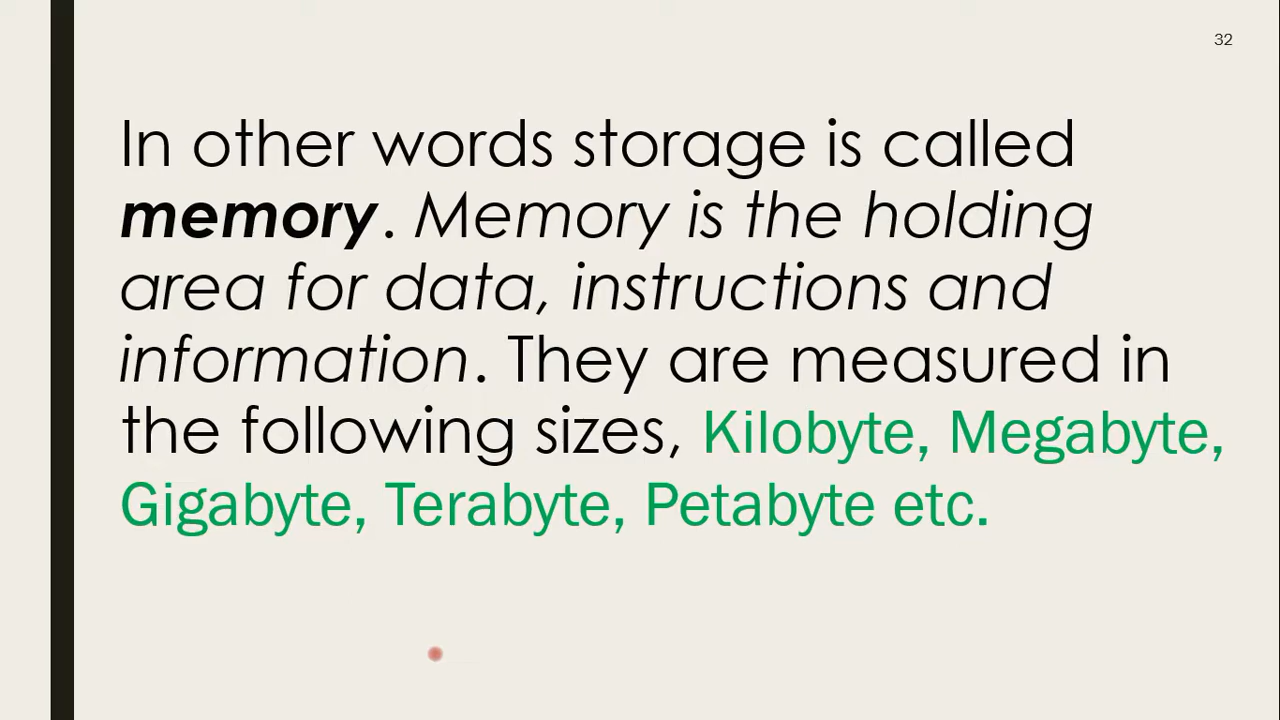 32
In other words storage is called
memory. Memory is the holding
area for data, instructions and
information. They are measured in
the following sizes, Kilobyte, Megabyte,
Gigabyte, Terabyte, Petabyte etc.